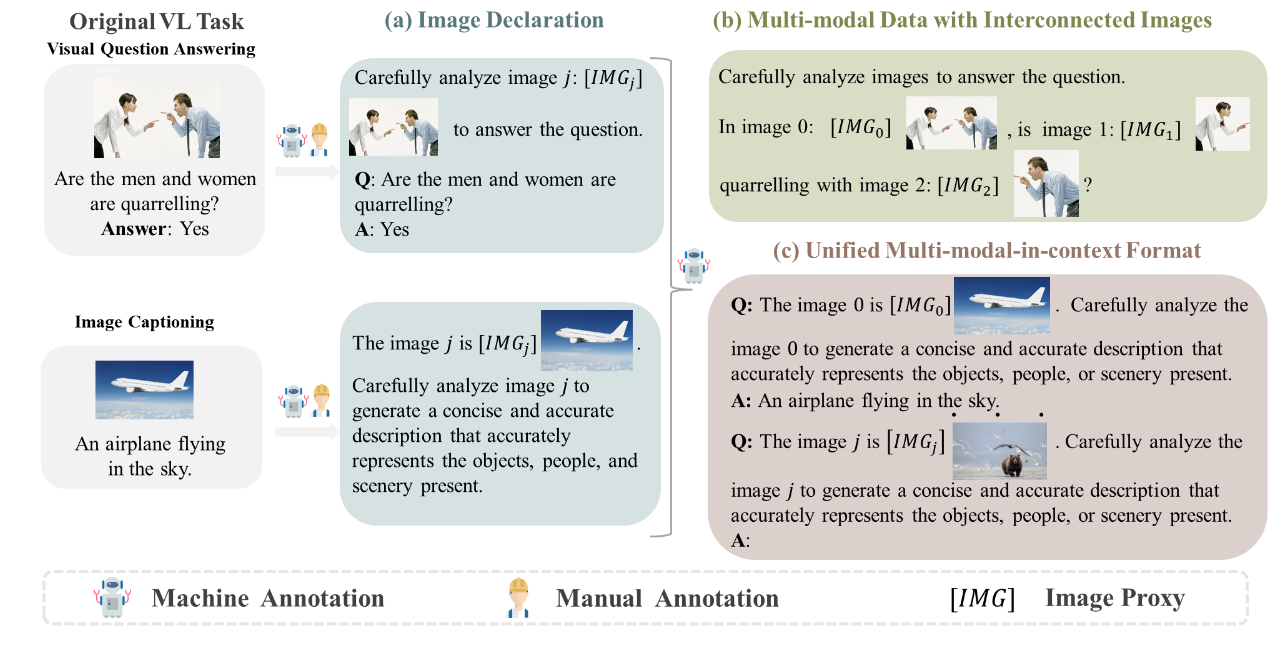 Original VL Task
Visual Question Answering
Are the men and women
are quarrelling?
Answer: Yes
Image Captioning
An airplane flying
in the sky.
(a) Image Declaration
Carefully analyze image j: [IMG_j]
to answer the question.
Q: Are the men and women are
quarrelling?
A: Yes
The image j is [IMG_j] .
Carefully analyze image j to
generate a concise and accurate
description that accurately
represents the objects, people, and
scenery present.
(b) Multi-modal Data with Interconnected Images
Carefully analyze images to answer the question.
In image 0: [IMG_0] , is image 1: [IMG_1]
quarrelling with image 2: [IMG_2] ?
(c) Unified Multi-modal-in-context Format
Q: The image 0 is [IMG_0] . Carefully analyze the
image 0 to generate a concise and accurate description that
accurately represents the objects, people, or scenery present.
A: An airplane flying in the sky.
. . .
Q: The image j is [IMG_j] . Carefully analyze the
image j to generate a concise and accurate description that
accurately represents the objects, people, or scenery present.
A:
Machine Annotation
Manual Annotation
[IMG] Image Proxy